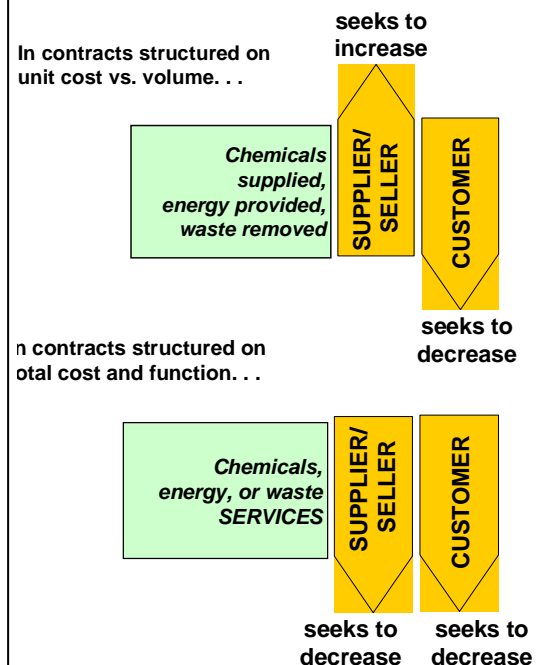 seeks to
increase
In contracts structured on
unit cost vs. volume. . .
Chemicals
supplied,
energy provided,
waste removed
SUPPLIER/
SELLER
CUSTOMER
seeks to
decrease
n contracts structured on
otal cost and function. . .
Chemicals,
energy, or waste
SERVICES
SUPPLIER/
SELLER
CUSTOMER
seeks to
decrease
seeks to
decrease